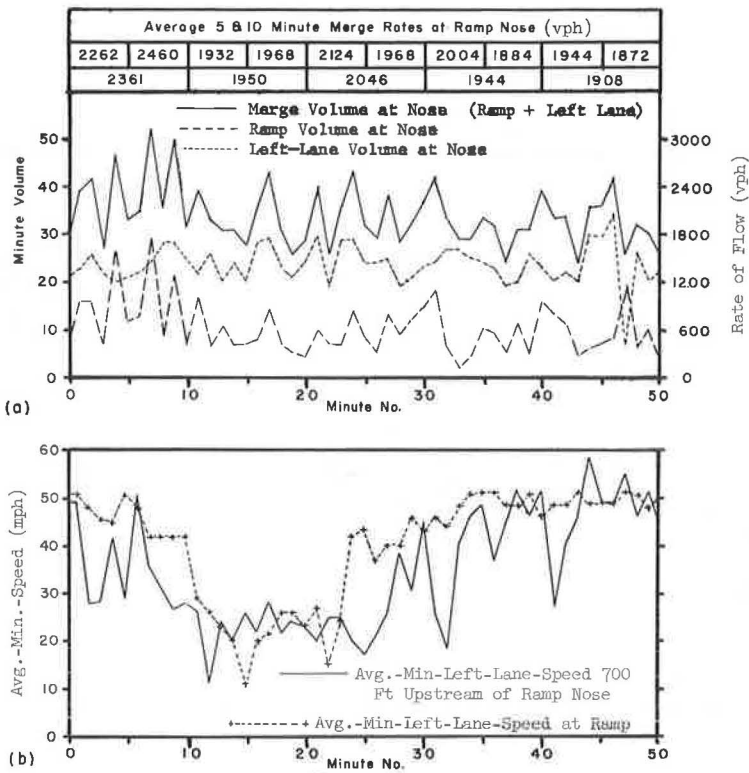 Average 5 & 10 Minute Merge Rates at Ramp Nose (vph)
2262 2460 1932 1968 2124 1968 2004 1884 1944 1872
2361 1950 2046 1944 1908
Merge Volume at Nose (Ramp + Left Lane)
Ramp Volume at Nose
Left-Lane Volume at Nose
Minute Volume
50
40
30
20
10
0
3000
2400
1800
1200
600
0
Rate of Flow (vph)
0 10 20 30 40 50
Minute No.
(a)
Avg.-Min.-Speed (mph)
60
50
40
30
20
10
0
Avg.-Min-Left-Lane-Speed 700
Ft Upstream of Ramp Nose
Avg.-Min-Left-Lane-Speed at Ramp
0 10 20 30 40 50
Minute No.
(b)